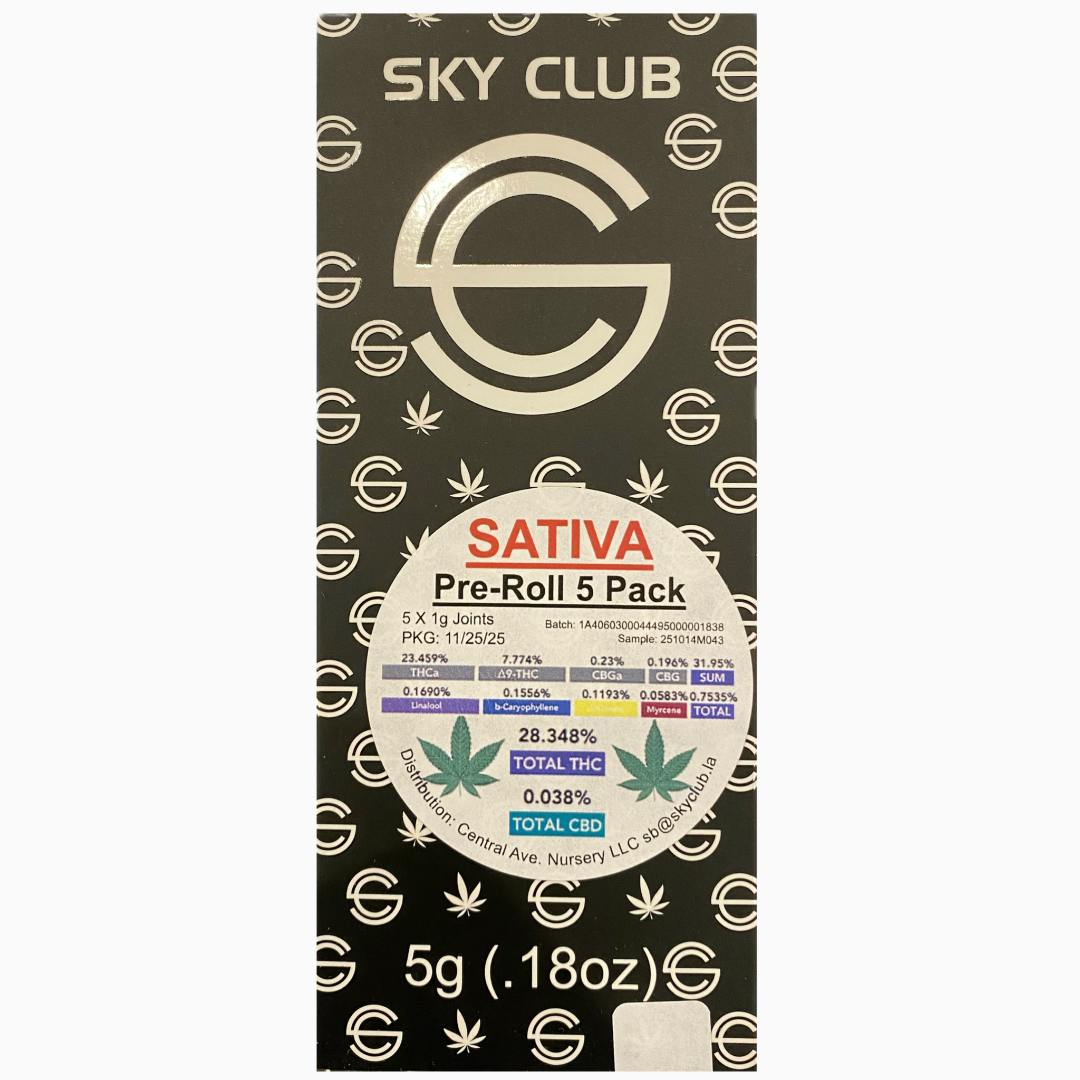 SKY CLUB
SATIVA
Pre-Roll 5 Pack
5 X 1g Joints
PKG: 11/25/25
Batch: 1A4060300044495000001838
Sample: 251014M043
23.459% 7.774% 0.23% 0.196% 31.95%
THCa Δ9-THC CBGa CBG SUM
0.1690% 0.1556% 0.1193% 0.0583% 0.7535%
Linalool b-Caryophyllene Myrcene TOTAL
28.348%
TOTAL THC
0.038%
TOTAL CBD
Distribution: Central Ave. Nursery LLC sb@skyclub.la
5g (.18oz)